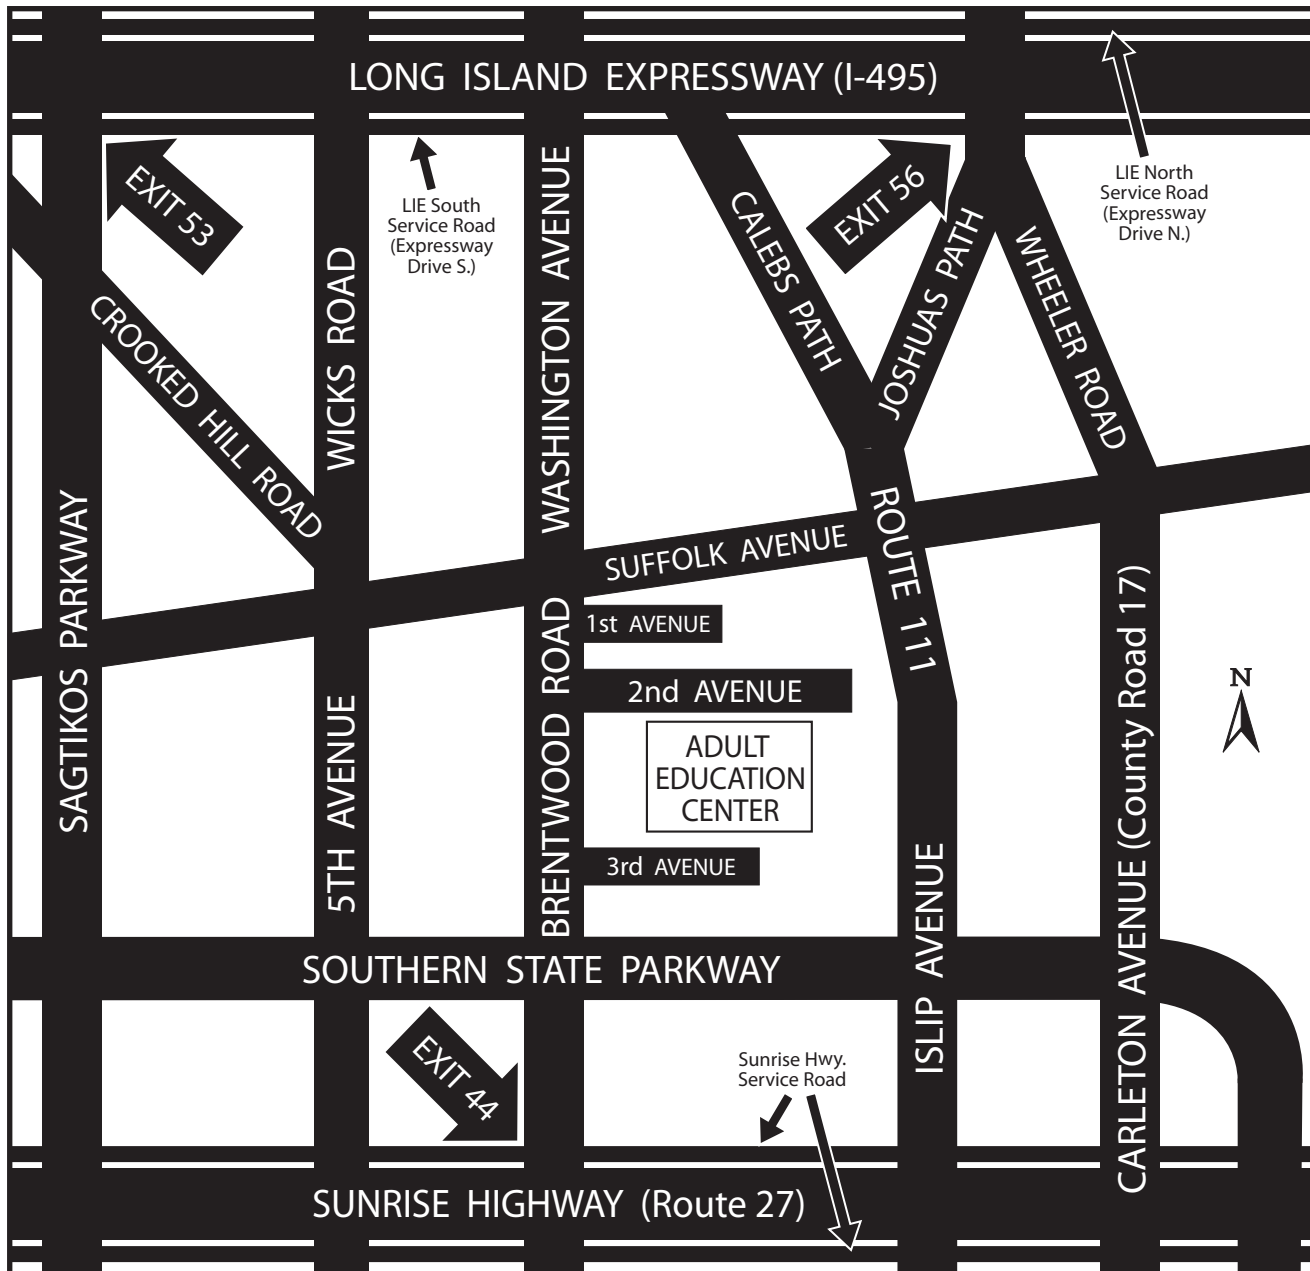 LONG ISLAND EXPRESSWAY (I-495)
EXIT 53
LIE South
Service Road
(Expressway
Drive S.)
EXIT 56
LIE North
Service Road
(Expressway
Drive N.)
CROOKED HILL ROAD
WICKS ROAD
WASHINGTON AVENUE
CALEBS PATH
JOSHUAS PATH
WHEELER ROAD
SUFFOLK AVENUE
ROUTE 111
SAGTIKOS PARKWAY
5TH AVENUE
BRENTWOOD ROAD
1st AVENUE
2nd AVENUE
ADULT
EDUCATION
CENTER
3rd AVENUE
ISLIP AVENUE
CARLETON AVENUE (County Road 17)
N
SOUTHERN STATE PARKWAY
EXIT 44
Sunrise Hwy.
Service Road
SUNRISE HIGHWAY (Route 27)